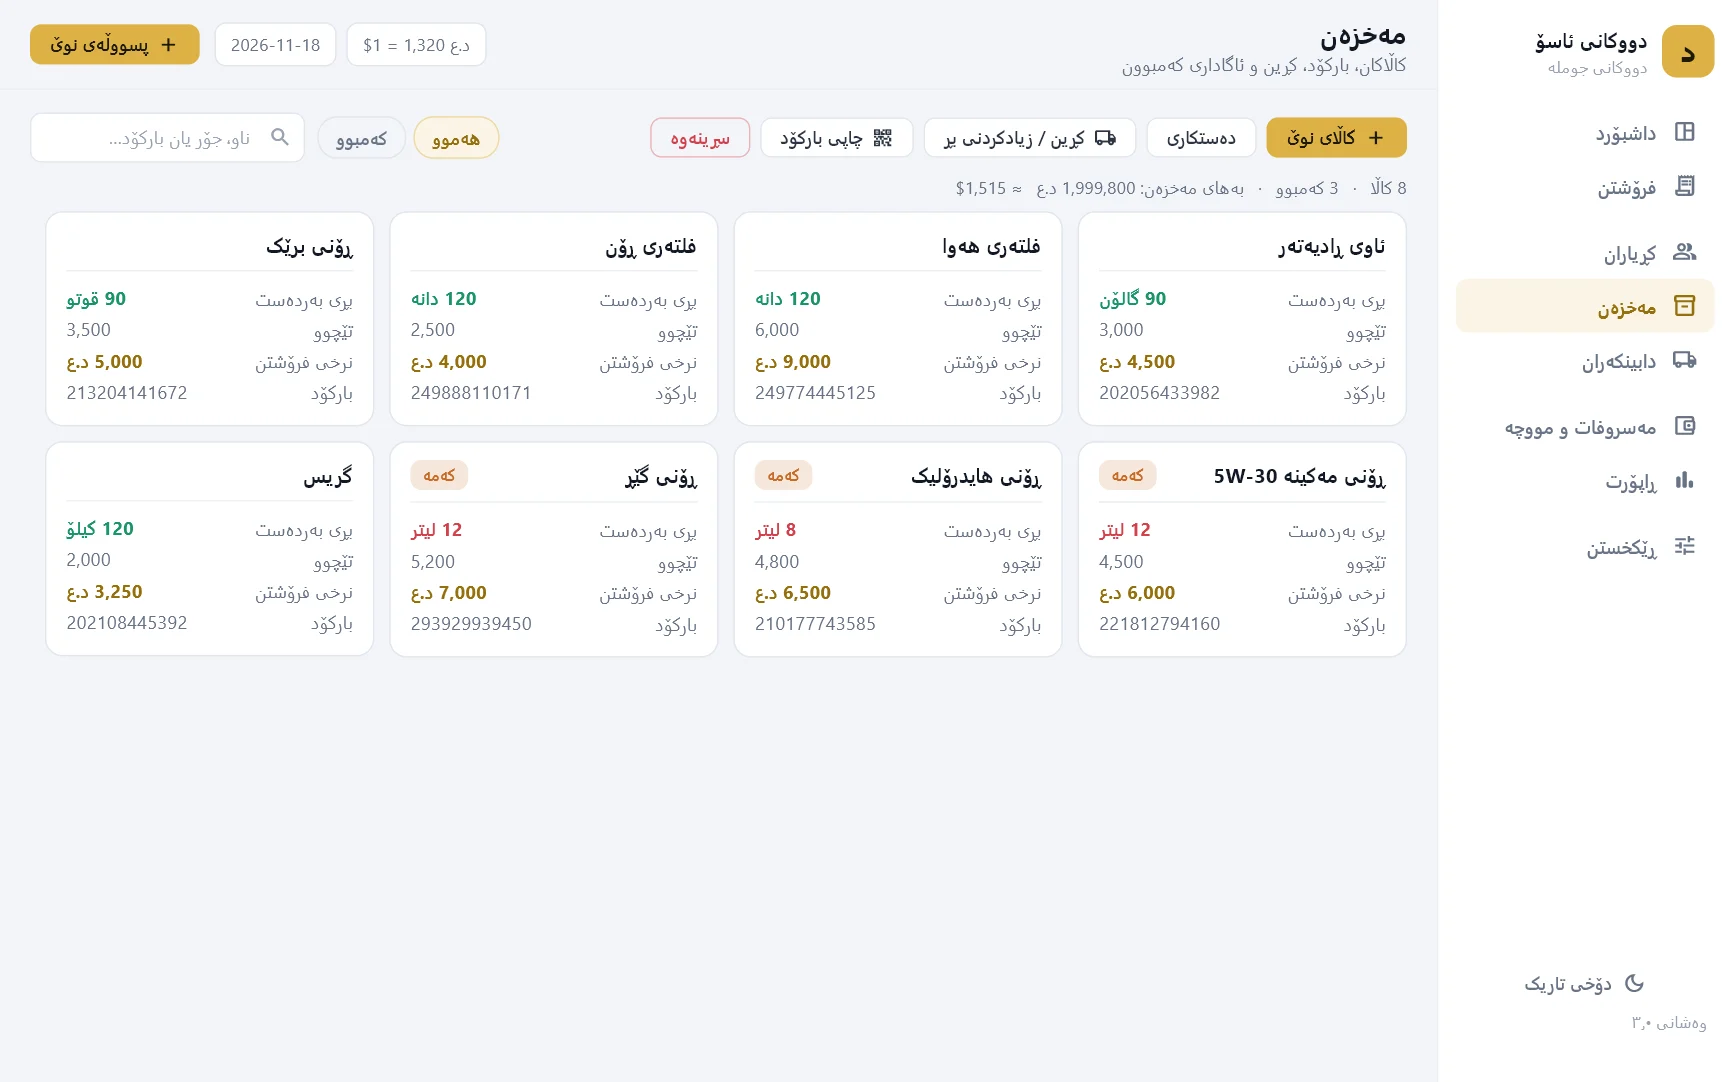 دووکانی ئاسۆ
دووکانی جوملە
د
داشبۆرد
فرۆشتن
کڕیاران
مەخزەن
دابینکەران
مەسروفات و مووچە
ڕاپۆرت
ڕێکخستن
دۆخی تاریک
وەشانی ٣٫٠
مەخزەن
کاڵاکان، بارکۆد، کڕین و ئاگاداری کەمبوون
$1 = 1,320 د.ع
2026-11-18
+ پسووڵەی نوێ
+ کاڵای نوێ
دەستکاری
کڕین / زیادکردنی بڕ
چاپی بارکۆد
سڕینەوە
هەموو
کەمبوو
ناو، جۆر یان بارکۆد...
8 کاڵا · 3 کەمبوو · بەهای مەخزەن: 1,999,800 د.ع ≈ $1,515
ئاوی ڕادیەتەر
بڕی بەردەست 90 گالۆن
تێچوو 3,000
نرخی فرۆشتن 4,500 د.ع
بارکۆد 202056433982
فلتەری هەوا
بڕی بەردەست 120 دانە
تێچوو 6,000
نرخی فرۆشتن 9,000 د.ع
بارکۆد 249774445125
فلتەری ڕۆن
بڕی بەردەست 120 دانە
تێچوو 2,500
نرخی فرۆشتن 4,000 د.ع
بارکۆد 249888110171
ڕۆنی برێک
بڕی بەردەست 90 قوتو
تێچوو 3,500
نرخی فرۆشتن 5,000 د.ع
بارکۆد 213204141672
ڕۆنی مەکینە 5W-30 کەمە
بڕی بەردەست 12 لیتر
تێچوو 4,500
نرخی فرۆشتن 6,000 د.ع
بارکۆد 221812794160
ڕۆنی هایدرۆلیک کەمە
بڕی بەردەست 8 لیتر
تێچوو 4,800
نرخی فرۆشتن 6,500 د.ع
بارکۆد 210177743585
ڕۆنی گێڕ کەمە
بڕی بەردەست 12 لیتر
تێچوو 5,200
نرخی فرۆشتن 7,000 د.ع
بارکۆد 293929939450
گریس
بڕی بەردەست 120 کیلۆ
تێچوو 2,000
نرخی فرۆشتن 3,250 د.ع
بارکۆد 202108445392